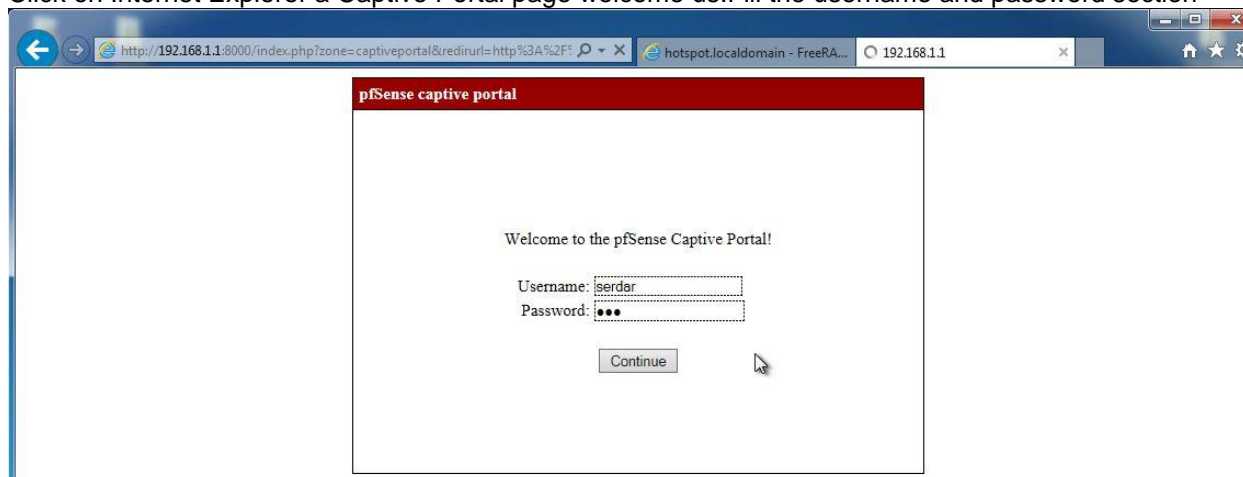 Click on Internet Explorer a Captive Portal page welcome us.Fill the username and password section
http://192.168.1.1:8000/index.php?zone=captiveportal&redirurl=http%3A%2F
hotspot.localdomain - FreeRA...
192.168.1.1
pfSense captive portal
Welcome to the pfSense Captive Portal!
Username: serdar
Password: ●●●
Continue